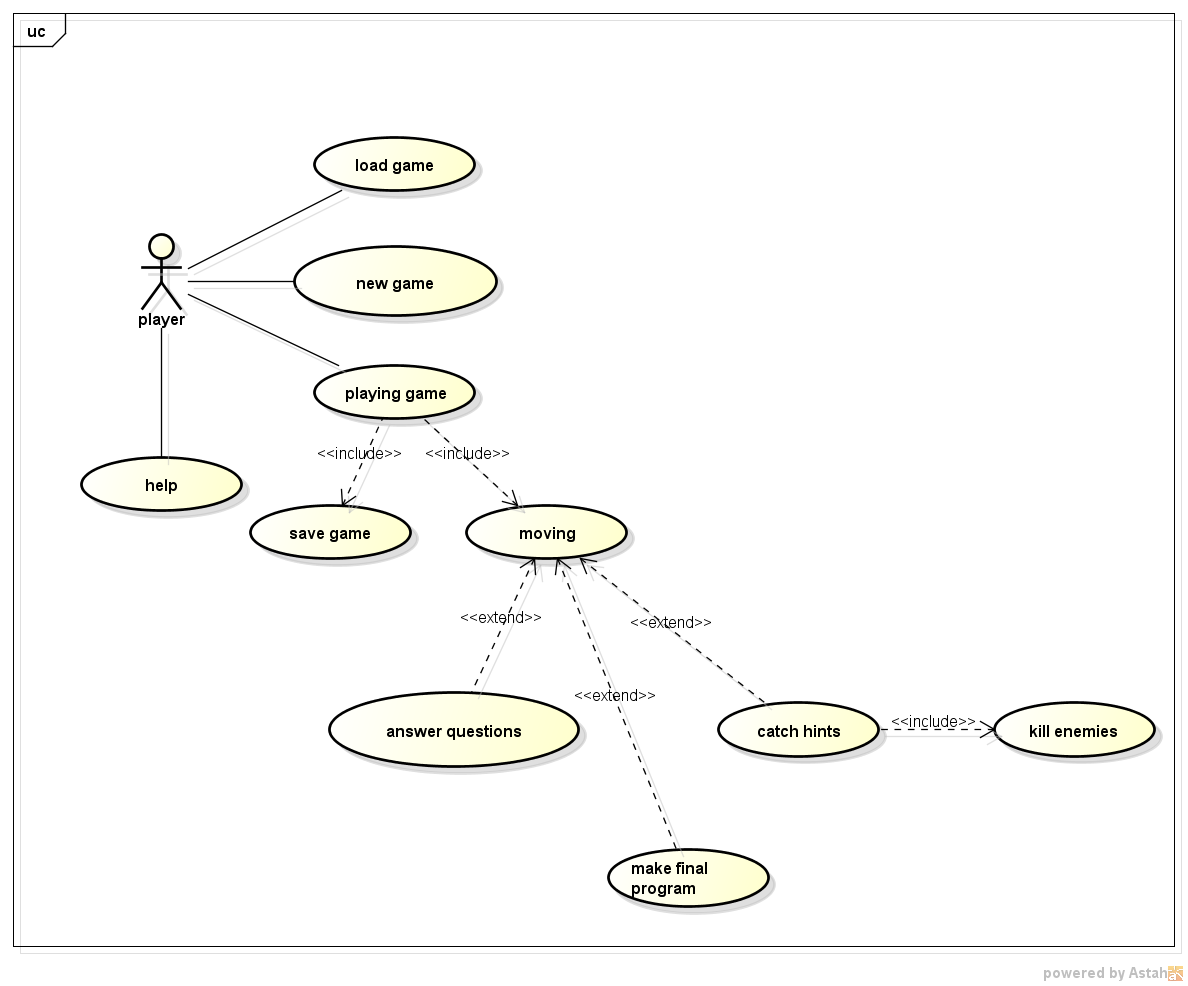 uc
load game
new game
player
playing game
<<include>>
<<include>>
help
save game
moving
<<extend>>
<<extend>>
<<extend>>
answer questions
catch hints
<<include>>
kill enemies
make final
program
powered by Astah